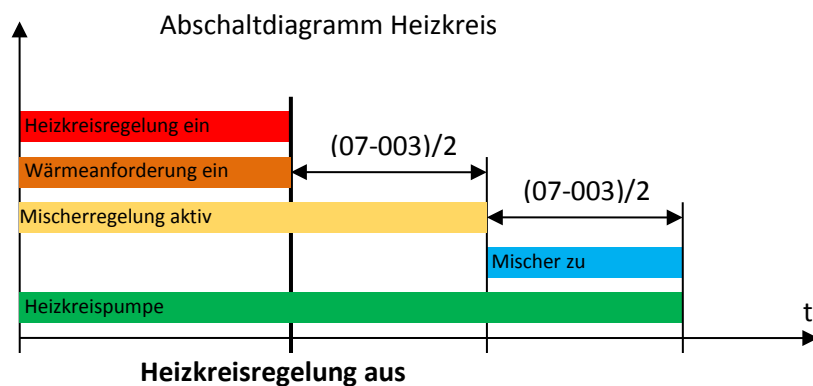 Abschaltdiagramm Heizkreis
Heizkreisregelung ein
(07-003)/2
Wärmeanforderung ein
(07-003)/2
Mischerregelung aktiv
Mischer zu
Heizkreispumpe
t
Heizkreisregelung aus